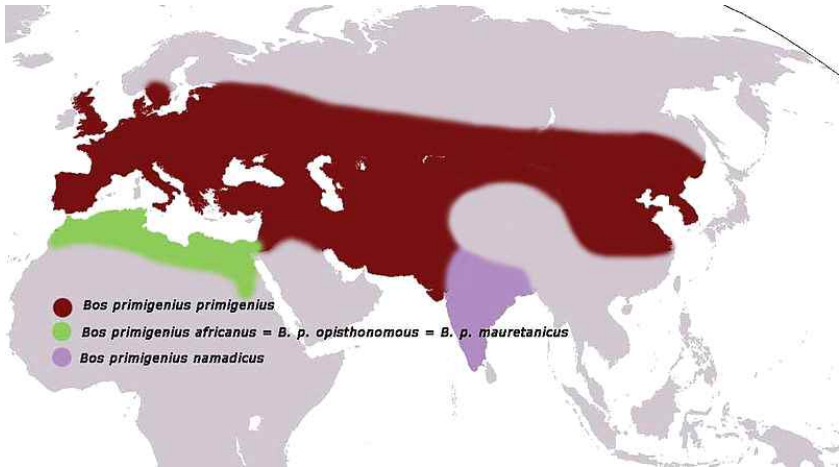 Bos primigenius primigenius
Bos primigenius africanus = B. p. opisthonomous = B. p. mauretanicus
Bos primigenius namadicus